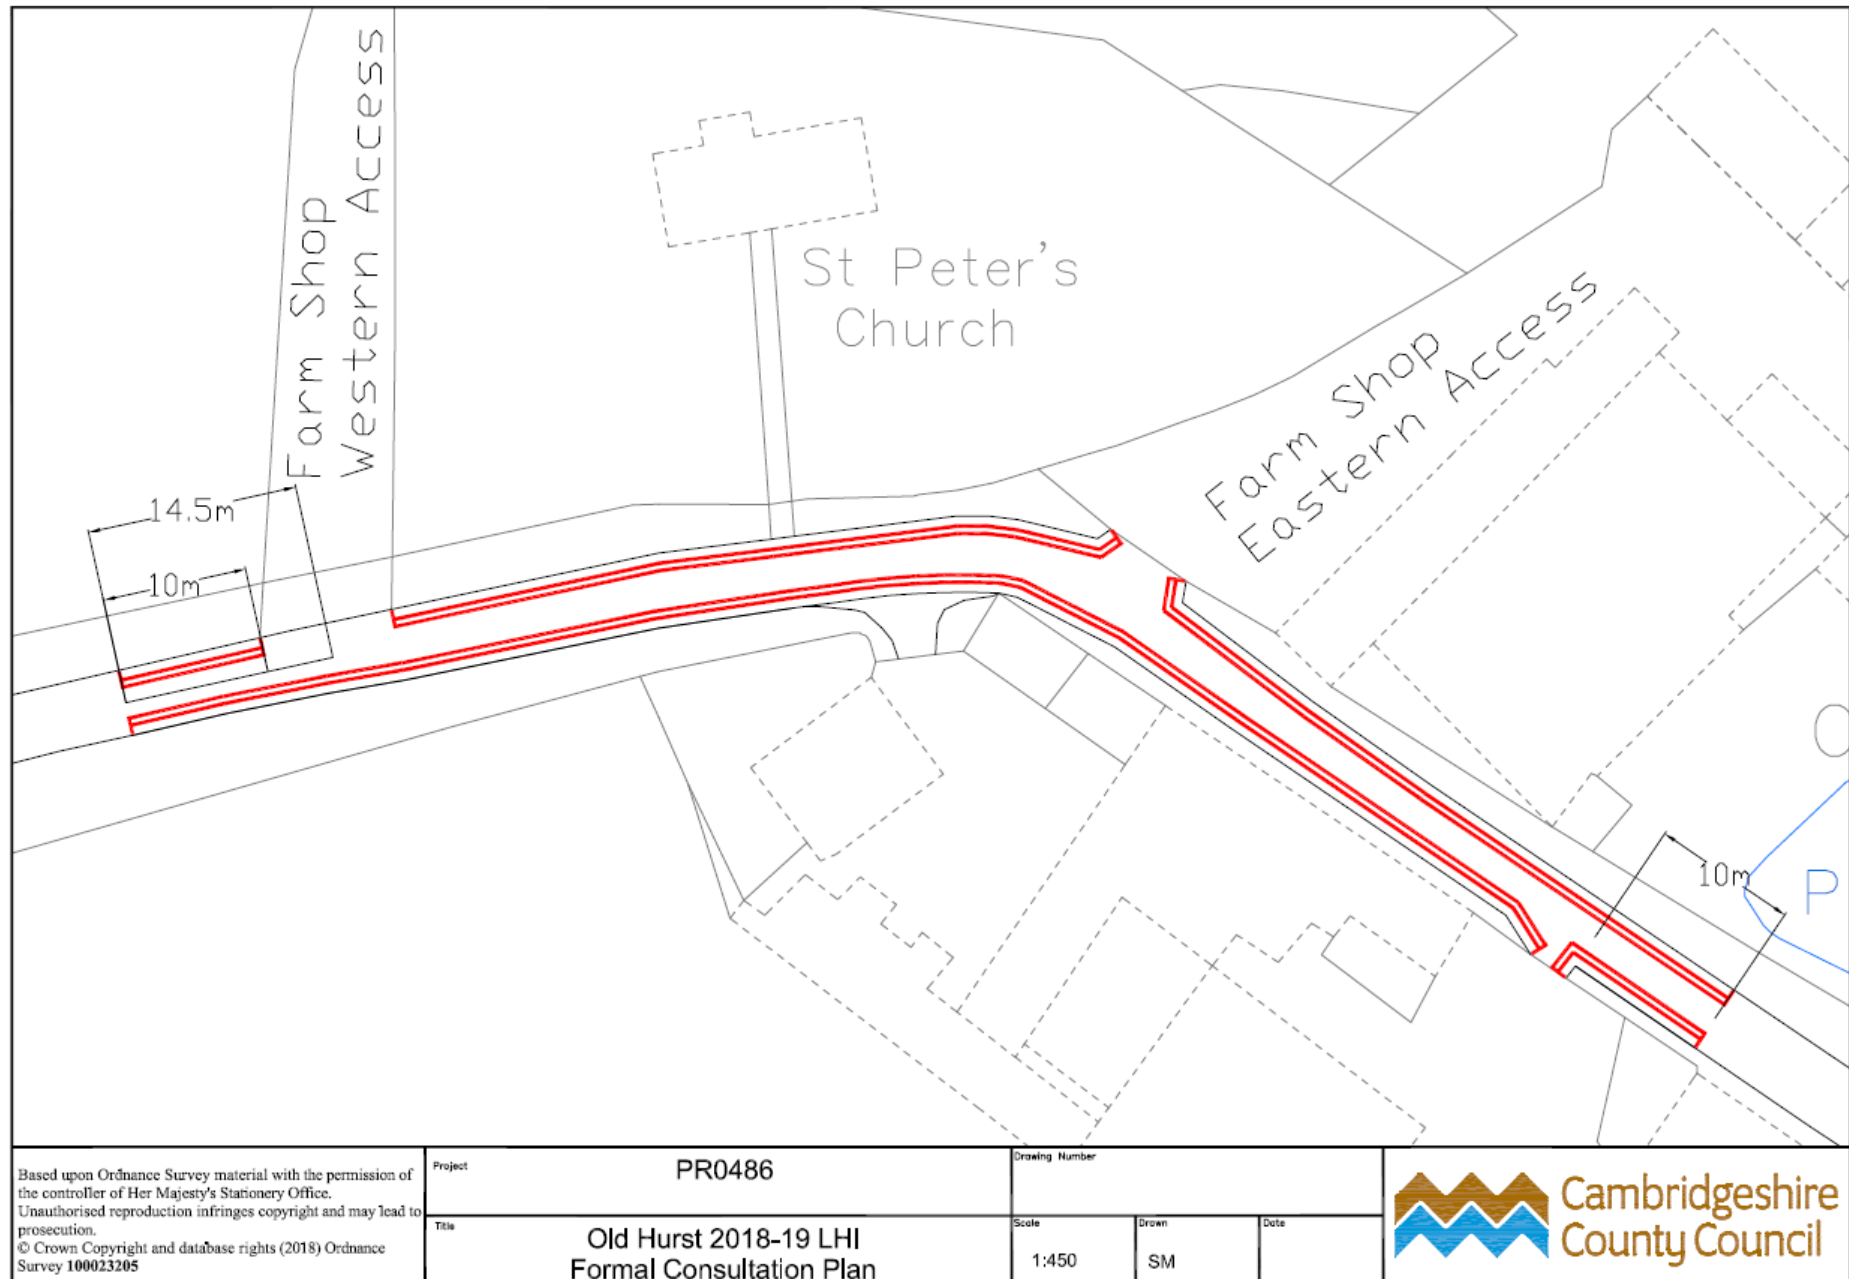 Farm Shop
Western Access
St Peter's
Church
Farm Shop
Eastern Access
14.5m
10m
10m
O
P
Based upon Ordnance Survey material with the permission of
the controller of Her Majesty's Stationery Office.
Unauthorised reproduction infringes copyright and may lead to
prosecution.
© Crown Copyright and database rights (2018) Ordnance
Survey 100023205
Project
PR0486
Title
Old Hurst 2018-19 LHI
Formal Consultation Plan
Drawing Number
Scale
1:450
Drawn
SM
Date
Cambridgeshire
County Council